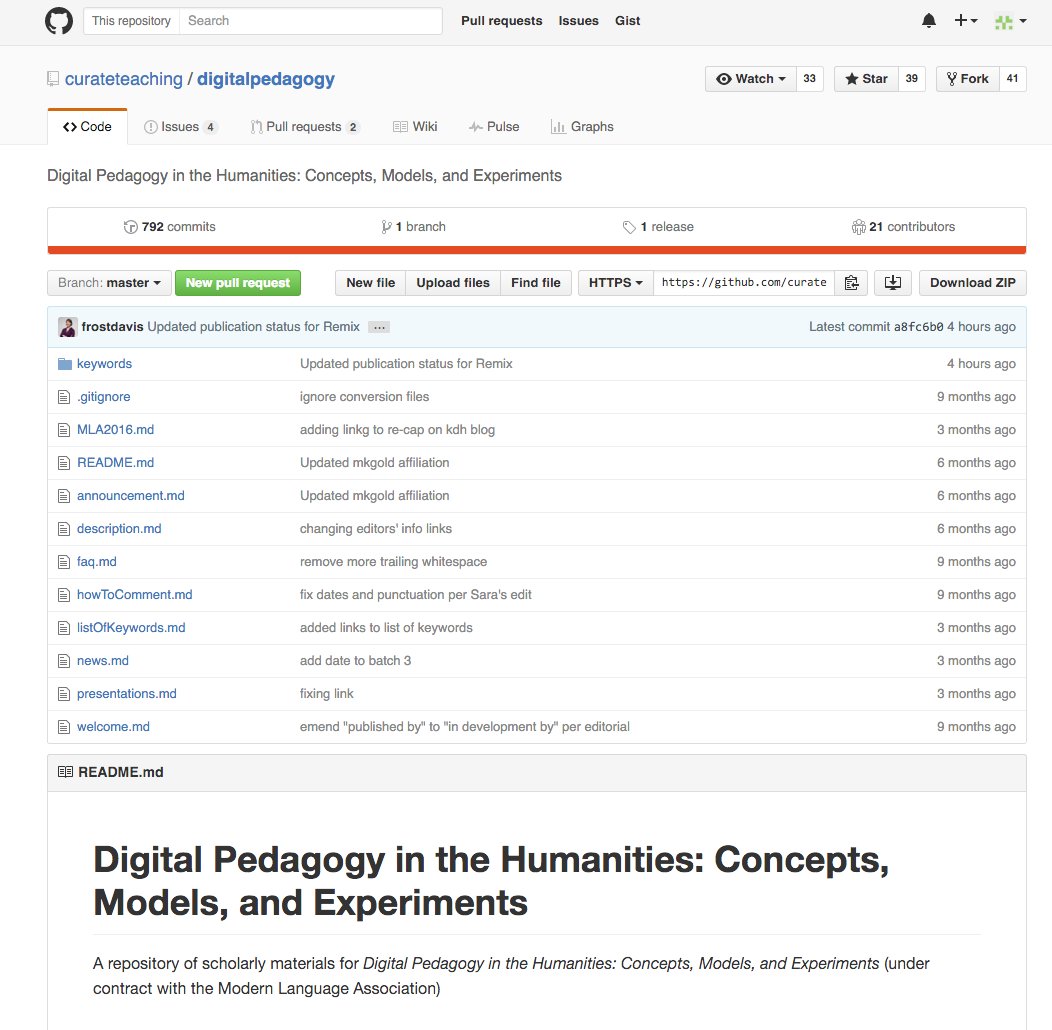 This repository Search Pull requests Issues Gist
curateteaching / digitalpedagogy Watch 33 Star 39 Fork 41
Code Issues 4 Pull requests 2 Wiki Pulse Graphs
Digital Pedagogy in the Humanities: Concepts, Models, and Experiments
792 commits 1 branch 1 release 21 contributors
Branch: master New pull request New file Upload files Find file HTTPS https://github.com/curate Download ZIP
frostdavis Updated publication status for Remix ... Latest commit a8fc6b0 4 hours ago
keywords Updated publication status for Remix 4 hours ago
.gitignore ignore conversion files 9 months ago
MLA2016.md adding linkg to re-cap on kdh blog 3 months ago
README.md Updated mkgold affiliation 6 months ago
announcement.md Updated mkgold affiliation 6 months ago
description.md changing editors' info links 6 months ago
faq.md remove more trailing whitespace 9 months ago
howToComment.md fix dates and punctuation per Sara's edit 9 months ago
listOfKeywords.md added links to list of keywords 3 months ago
news.md add date to batch 3 3 months ago
presentations.md fixing link 3 months ago
welcome.md emend "published by" to "in development by" per editorial 9 months ago
README.md
Digital Pedagogy in the Humanities: Concepts,
Models, and Experiments
A repository of scholarly materials for Digital Pedagogy in the Humanities: Concepts, Models, and Experiments (under
contract with the Modern Language Association)